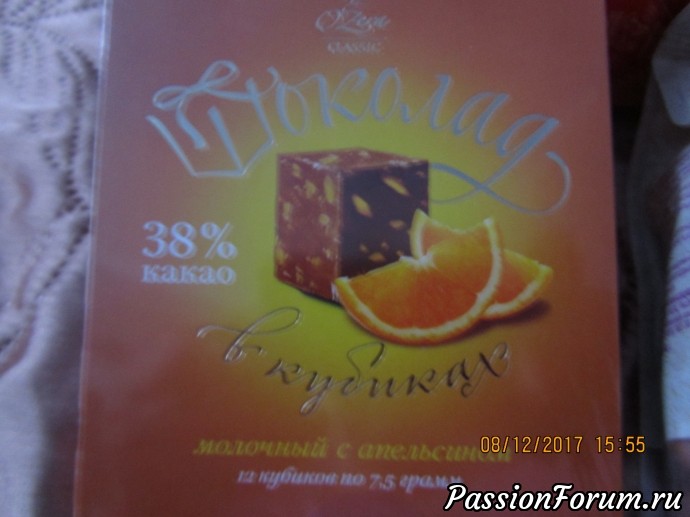 CLASSIC
Шоколад
38%
какао
в кубиках
молочный с апельсином
12 кубиков по 7,5 грамм
08/12/2017 15:55
PassionForum.ru